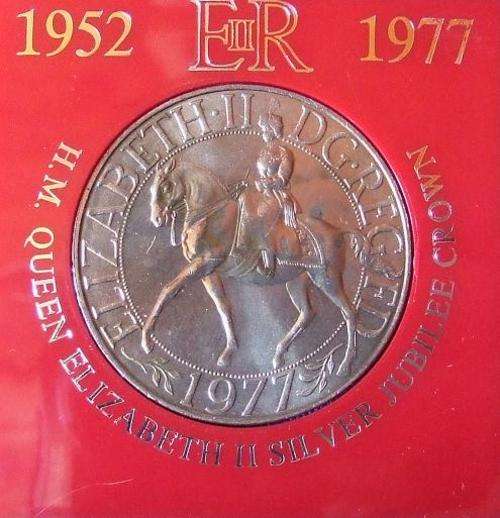 1952 EIIR 1977
H.M. QUEEN ELIZABETH II SILVER JUBILEE CROWN
ELIZABETH·II D·G·REG F·D
1977